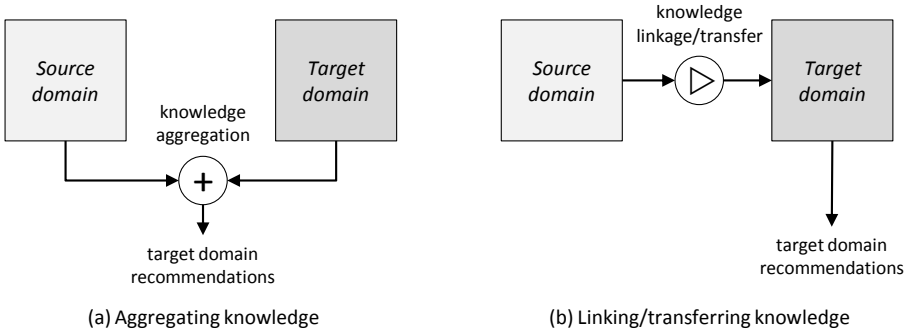 Source
domain
Target
domain
knowledge
aggregation
+
target domain
recommendations
(a) Aggregating knowledge
knowledge
linkage/transfer
Source
domain
Target
domain
target domain
recommendations
(b) Linking/transferring knowledge